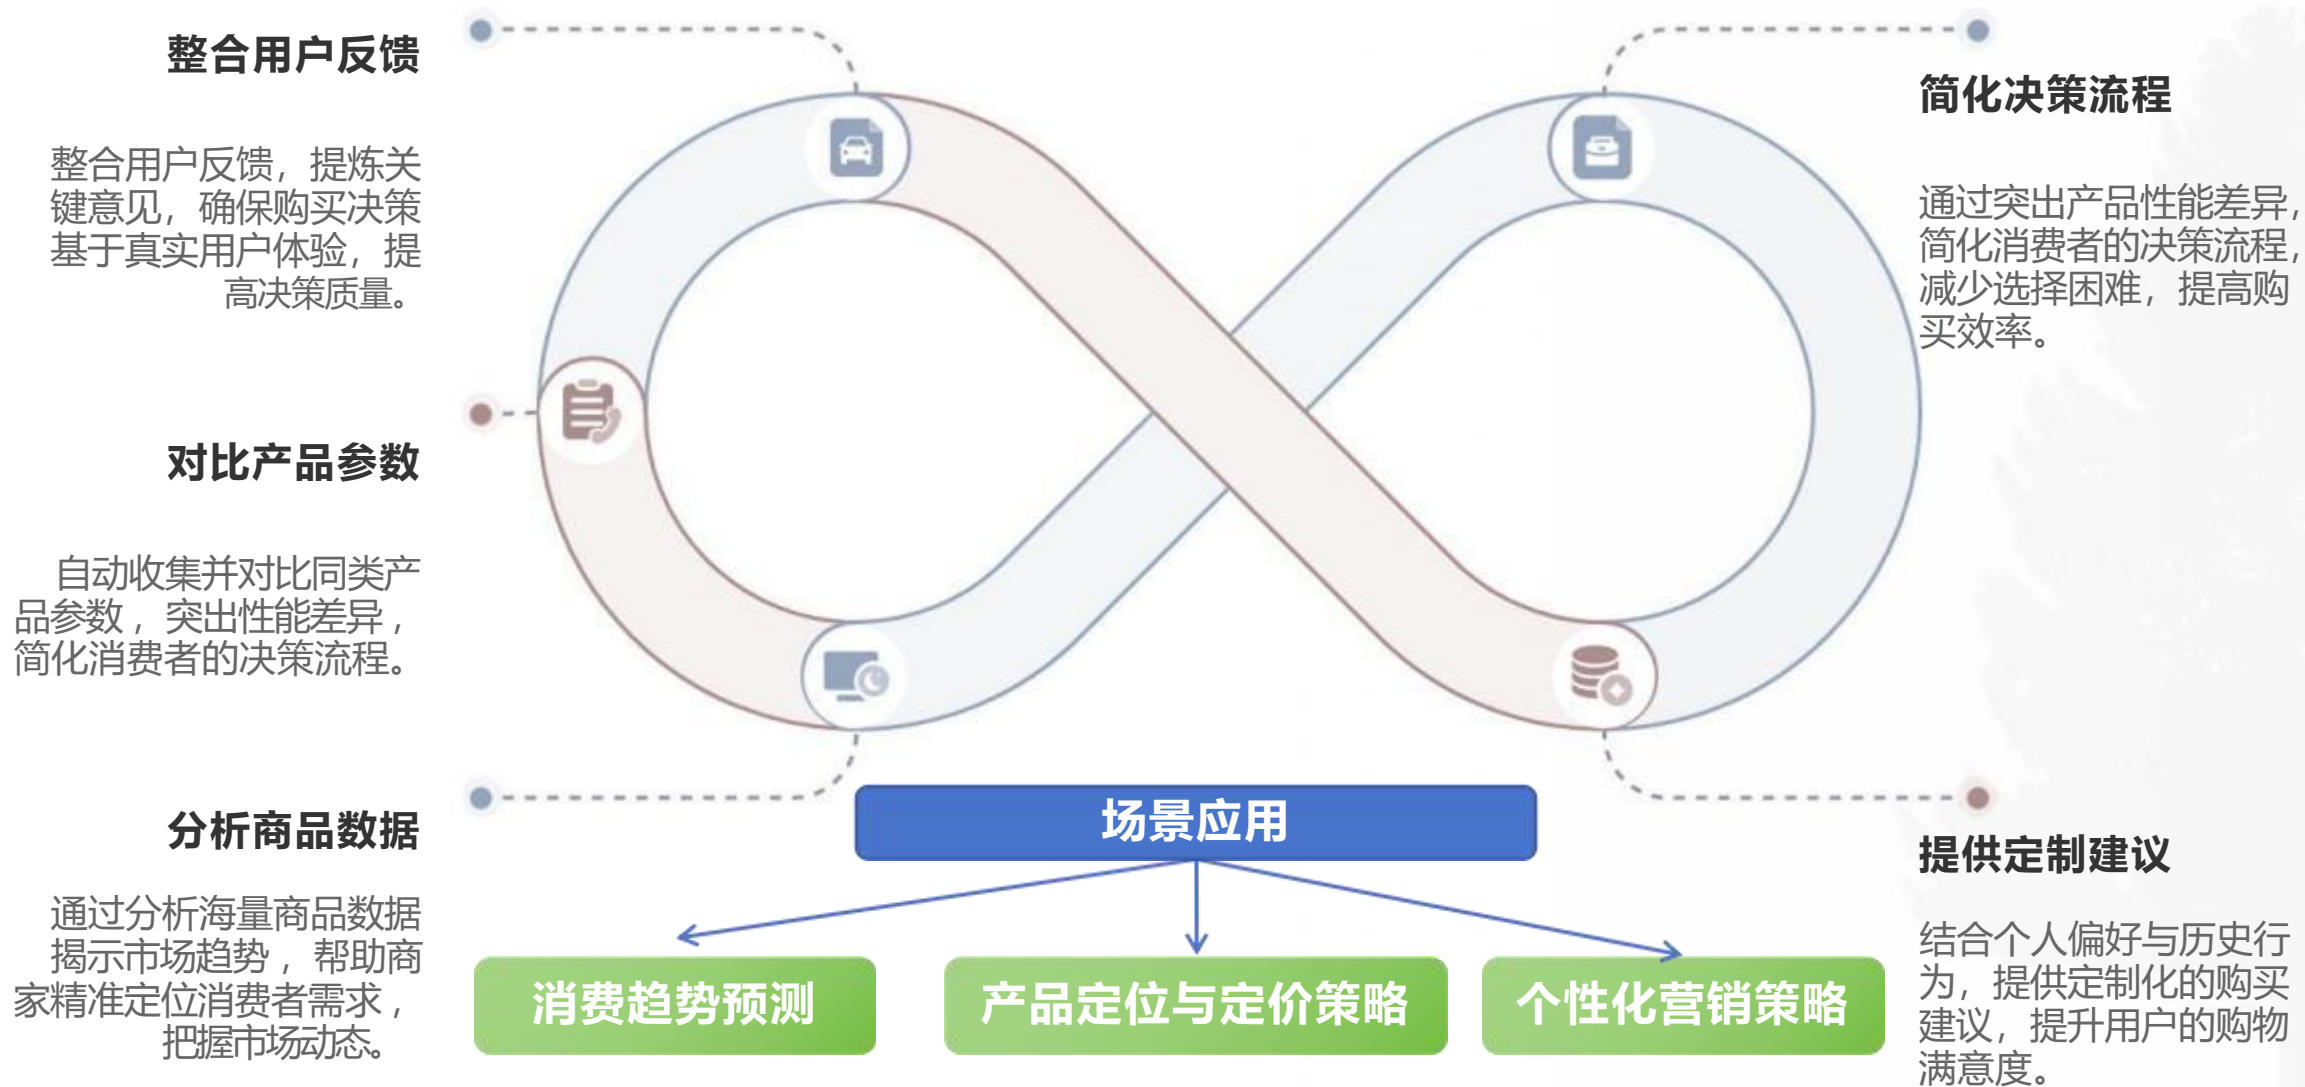 整合用户反馈
整合用户反馈，提炼关
键意见，确保购买决策
基于真实用户体验，提
高决策质量。
对比产品参数
自动收集并对比同类产
品参数，突出性能差异，
简化消费者的决策流程。
分析商品数据
通过分析海量商品数据
揭示市场趋势，帮助商
家精准定位消费者需求，
把握市场动态。
简化决策流程
通过突出产品性能差异，
简化消费者的决策流程，
减少选择困难，提高购
买效率。
提供定制建议
结合个人偏好与历史行
为，提供定制化的购买
建议，提升用户的购物
满意度。
场景应用
消费趋势预测
产品定位与定价策略
个性化营销策略